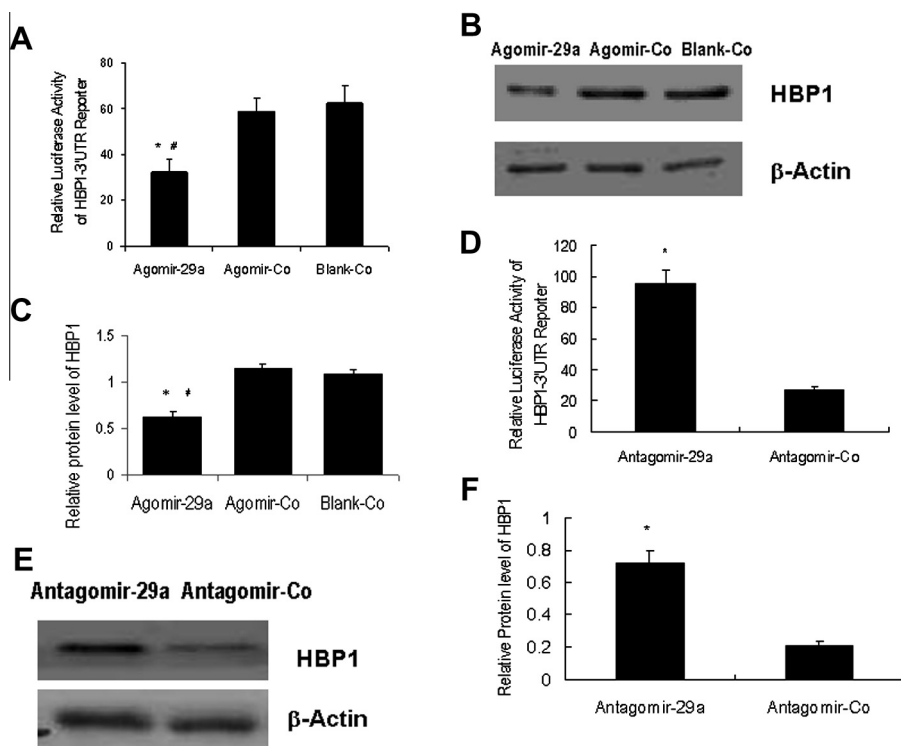 A
Relative Luciferase Activity
of HBP1-3'UTR Reporter
80
60
40
20
0
* #
Agomir-29a Agomir-Co Blank-Co
B
Agomir-29a Agomir-Co Blank-Co
HBP1
β-Actin
C
Relative protein level of HBP1
1.5
1
0.5
0
* #
Agomir-29a Agomir-Co Blank-Co
D
Relative Luciferase Activity of
HBP1-3'UTR Reporter
120
100
80
60
40
20
0
*
Antagomir-29a Antagomir-Co
E
Antagomir-29a Antagomir-Co
HBP1
β-Actin
F
Relative Protein level of HBP1
1
0.8
0.6
0.4
0.2
0
*
Antagomir-29a Antagomir-Co